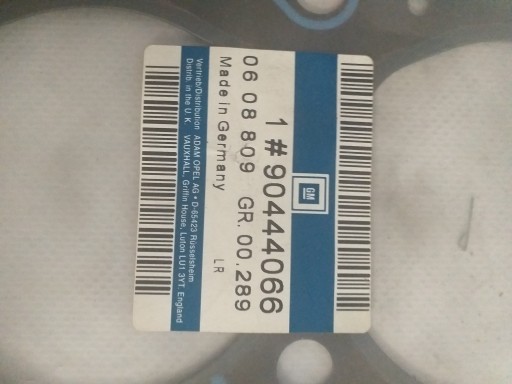 GM
1 #90444066
06 08 809 GR. 00.289
Made in Germany LR
Vertrieb/Distribution ADAM OPEL AG • D-65423 Rüsselsheim
Distrib. in the U.K. VAUXHALL, Griffin House, Luton LU1 3YT England